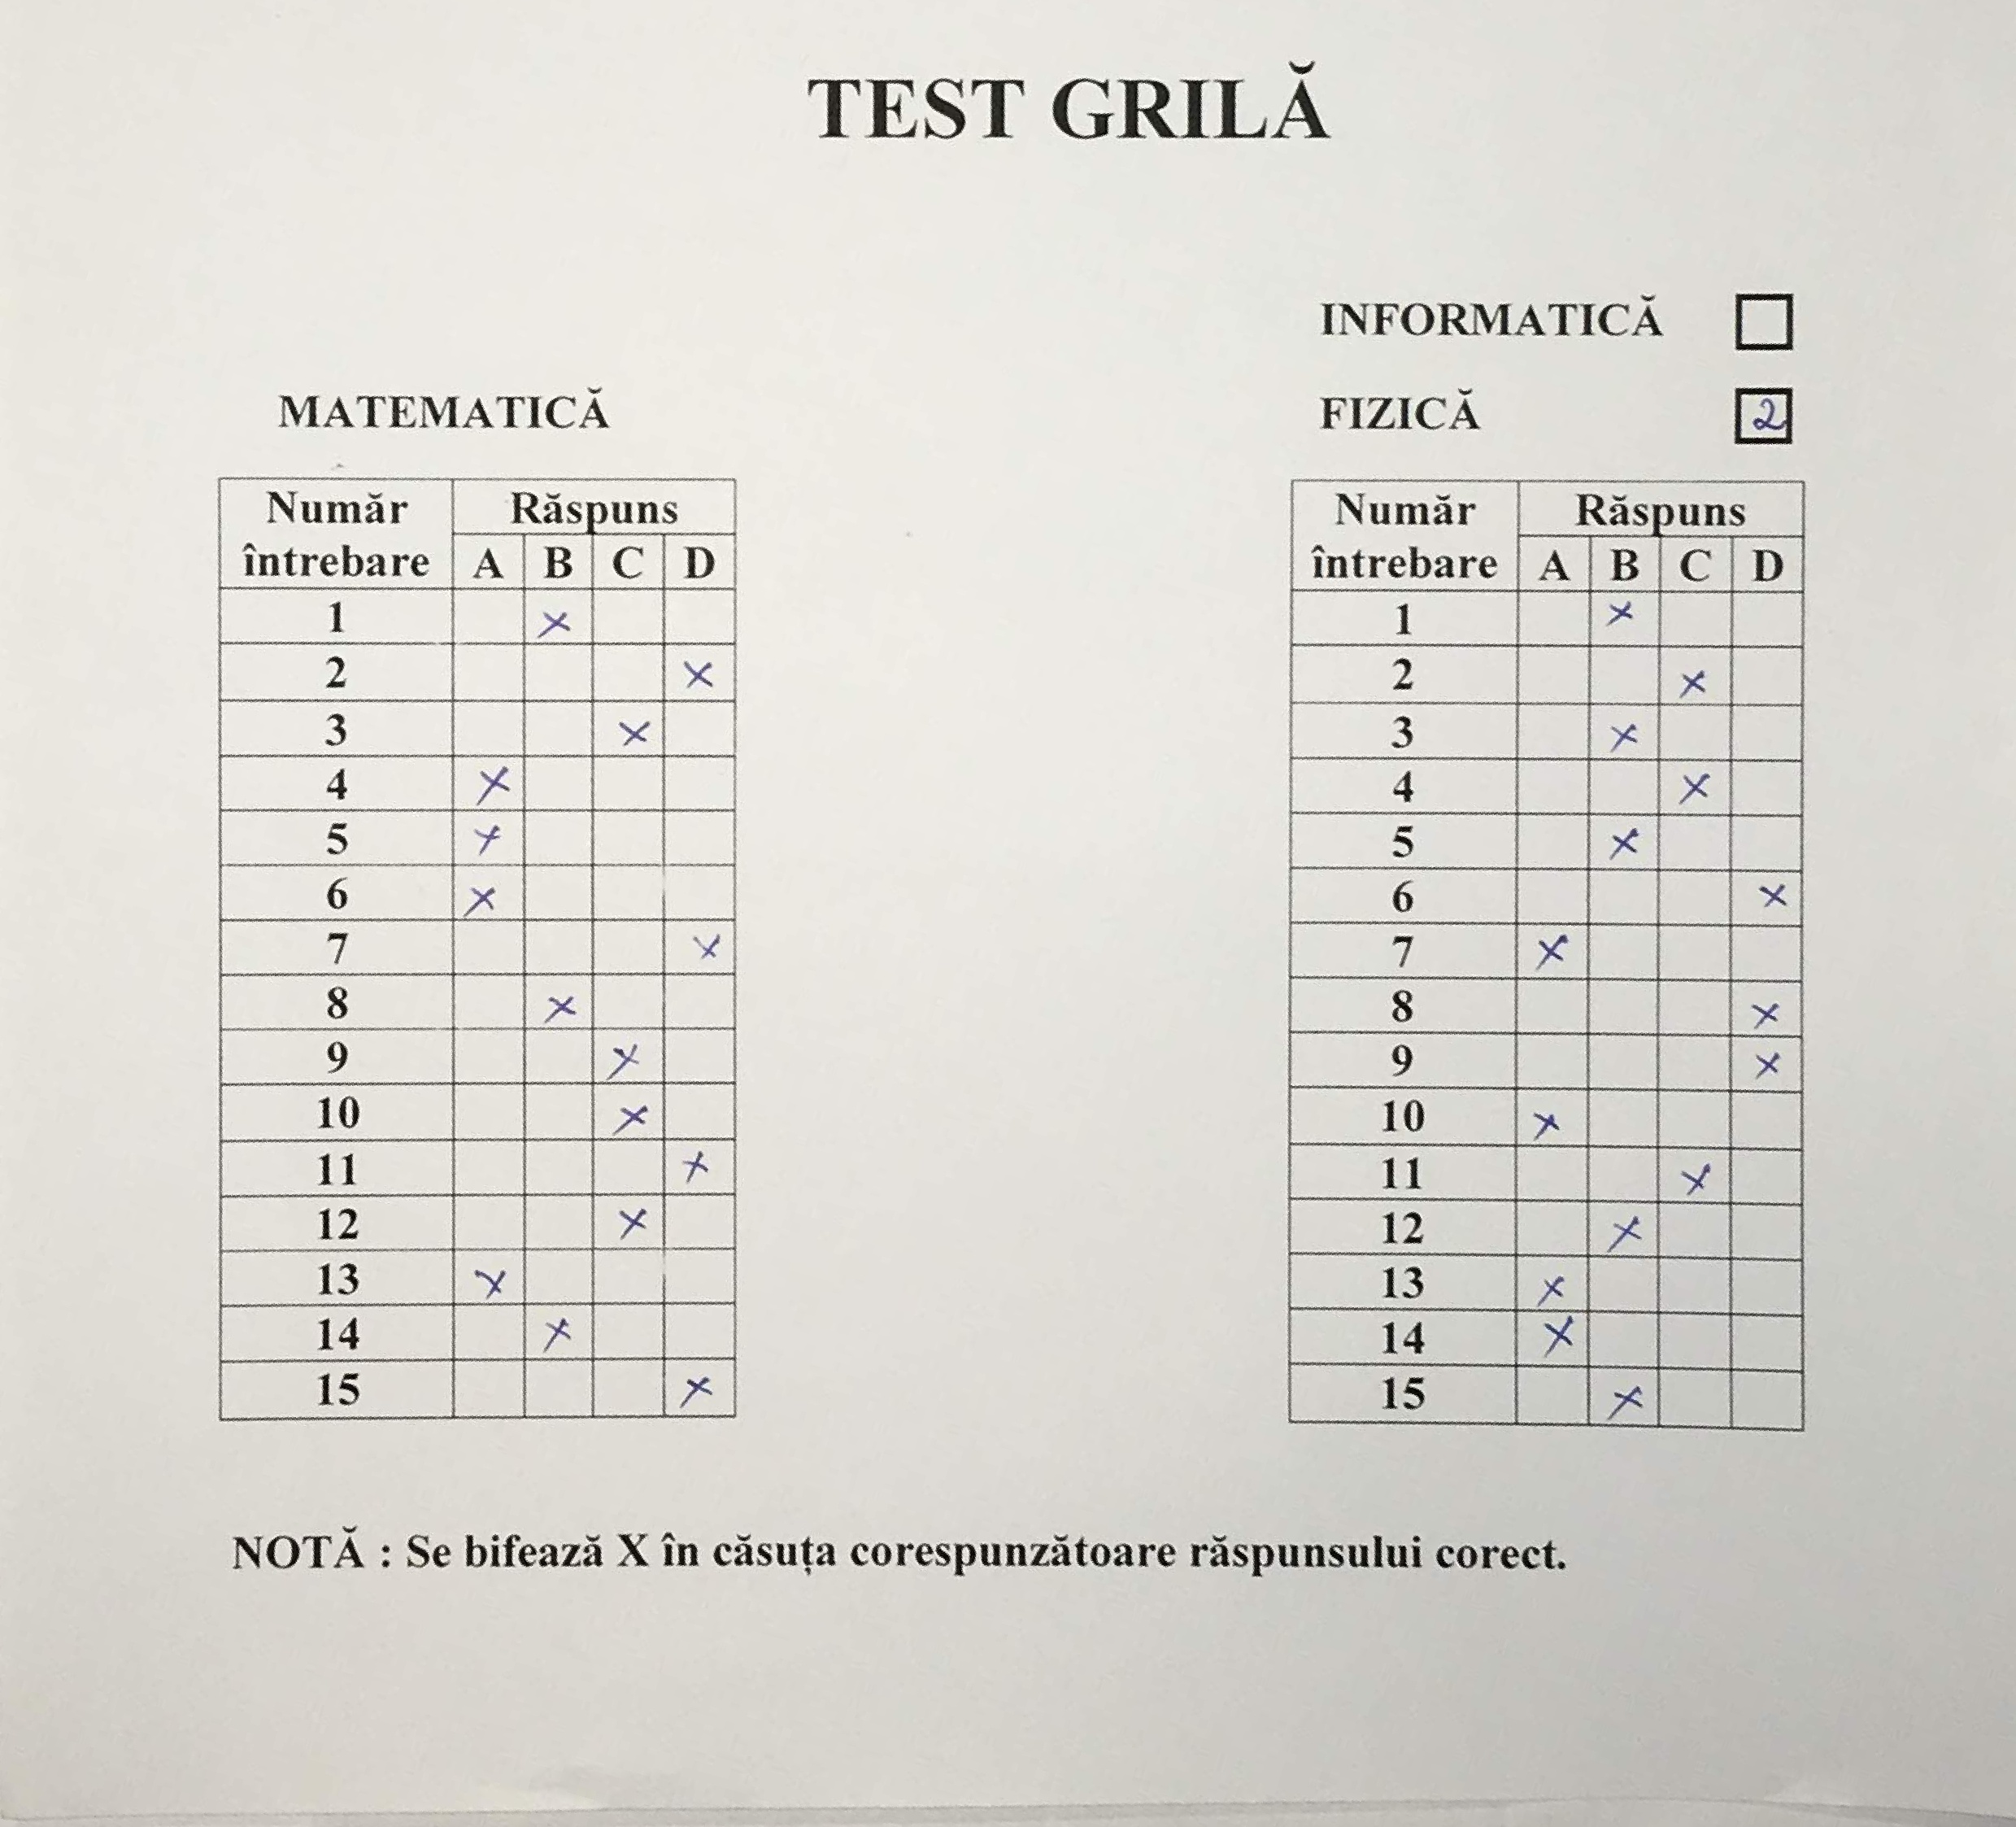 TEST GRILĂ
INFORMATICĂ
MATEMATICĂ
FIZICĂ 2
Număr Răspuns
întrebare A B C D
1 X
2 X
3 X
4 X
5 X
6 X
7 X
8 X
9 X
10 X
11 X
12 X
13 X
14 X
15 X
Număr Răspuns
întrebare A B C D
1 X
2 X
3 X
4 X
5 X
6 X
7 X
8 X
9 X
10 X
11 X
12 X
13 X
14 X
15 X
NOTĂ : Se bifează X în căsuța corespunzătoare răspunsului corect.